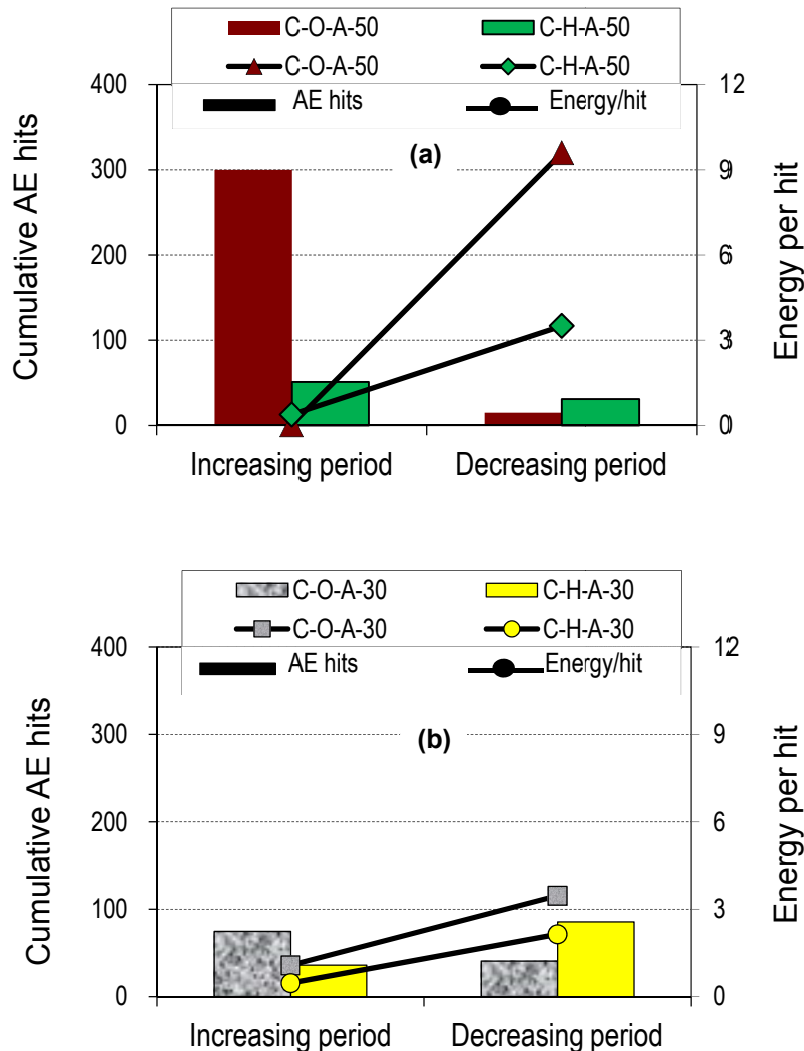 C-O-A-50 C-H-A-50
C-O-A-50 C-H-A-50
AE hits Energy/hit
(a)
Cumulative AE hits
400
300
200
100
0
12
9
6
3
0
Energy per hit
Increasing period Decreasing period
C-O-A-30 C-H-A-30
C-O-A-30 C-H-A-30
AE hits Energy/hit
(b)
Cumulative AE hits
400
300
200
100
0
12
9
6
3
0
Energy per hit
Increasing period Decreasing period